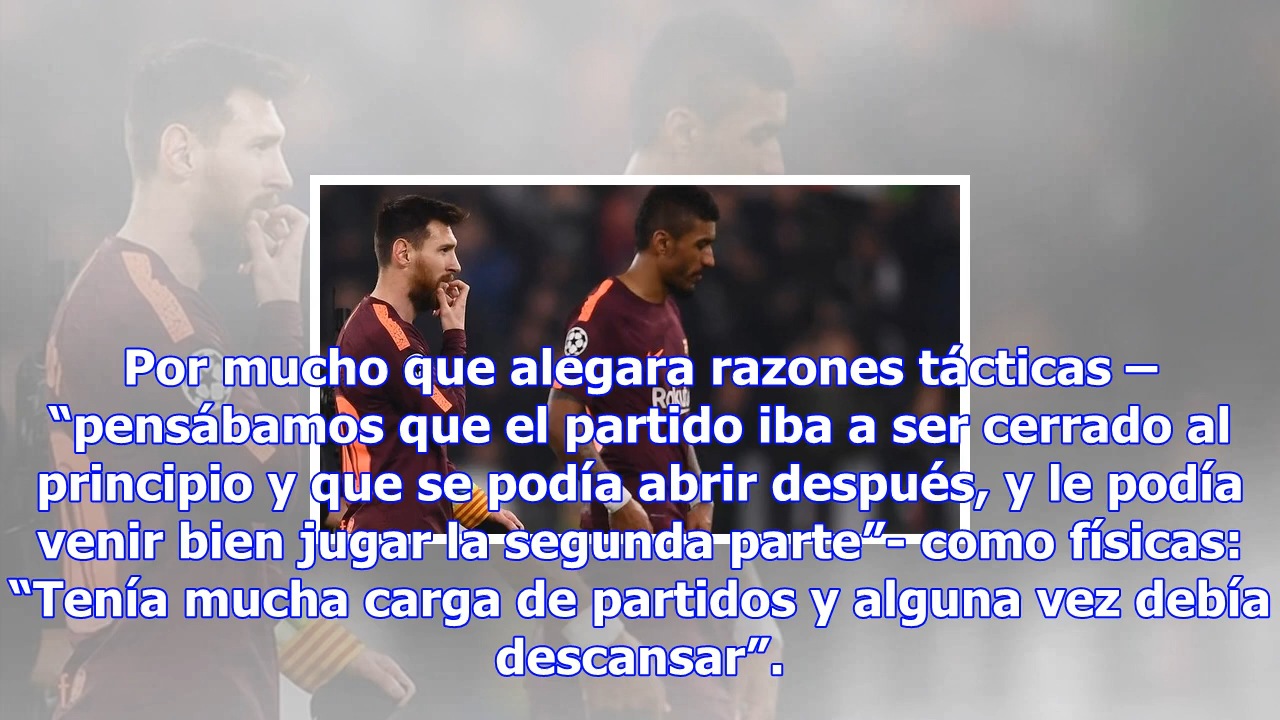 Por mucho que alegara razones tácticas –
“pensábamos que el partido iba a ser cerrado al
principio y que se podía abrir después, y le podía
venir bien jugar la segunda parte”- como físicas:
“Tenía mucha carga de partidos y alguna vez debía
descansar”.